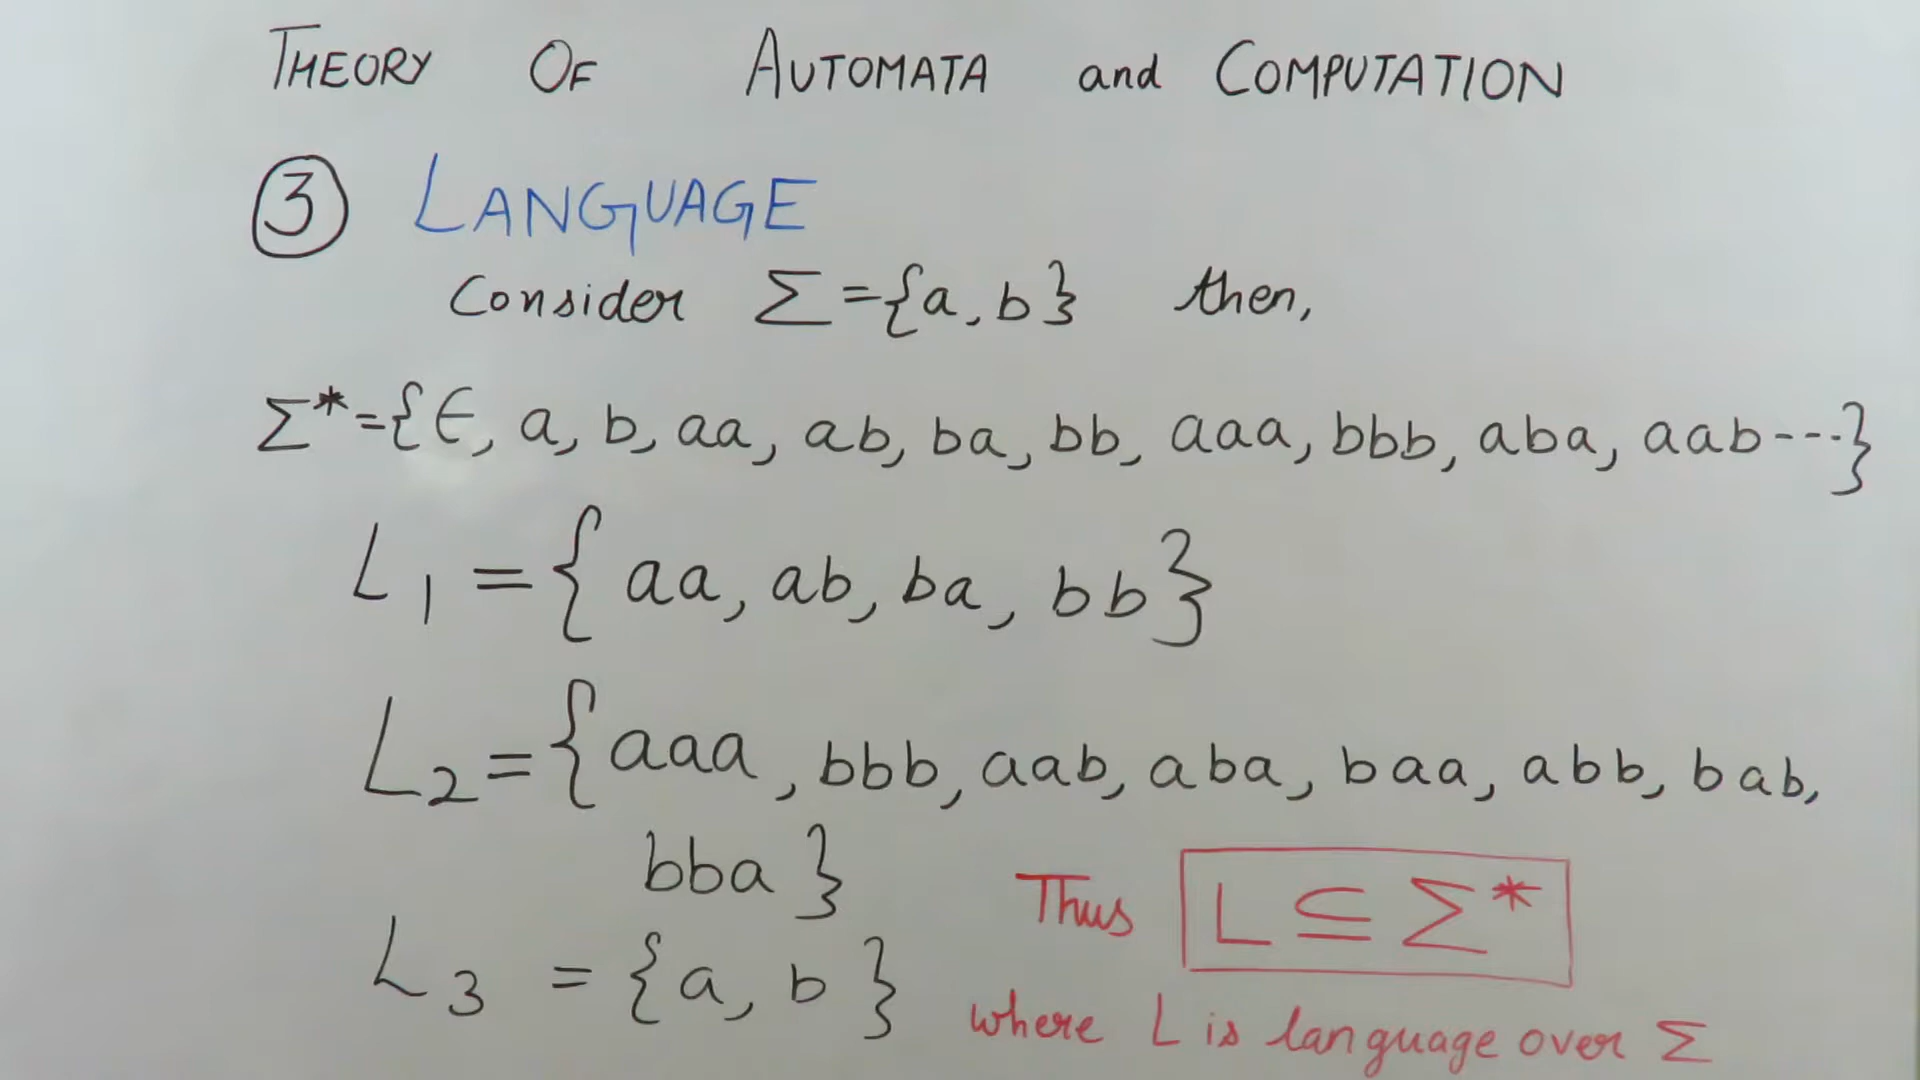 THEORY OF AUTOMATA and COMPUTATION
3 LANGUAGE
Consider Σ={a, b} then,
Σ*={∈, a, b, aa, ab, ba, bb, aaa, bbb, aba, aab---}
L1 = {aa, ab, ba, bb}
L2 = {aaa, bbb, aab, aba, baa, abb, bab,
bba}
L3 = {a, b}
Thus L ⊆ Σ*
where L is language over Σ